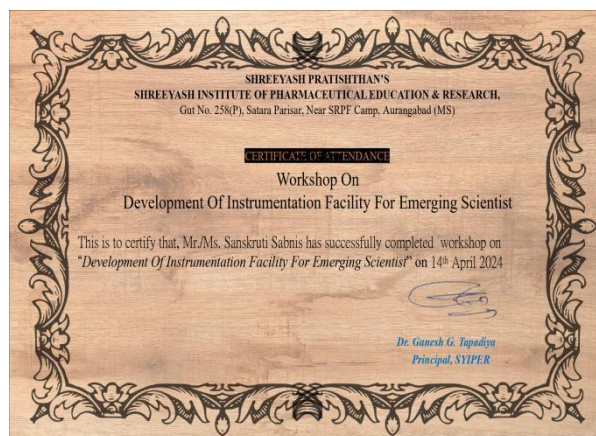 SHREEYASH PRATISHTHAN'S
SHREEYASH INSTITUTE OF PHARMACEUTICAL EDUCATION & RESEARCH,
Gut No. 258(P), Satara Parisar, Near SRPF Camp, Aurangabad (MS)
CERTIFICATE OF ATTENDANCE
Workshop On
Development Of Instrumentation Facility For Emerging Scientist
This is to certify that, Mr./Ms. Sanskruti Sabnis has successfully completed workshop on
"Development Of Instrumentation Facility For Emerging Scientist" on 14th April 2024
Dr. Ganesh G. Tapadiya
Principal, SYIPER